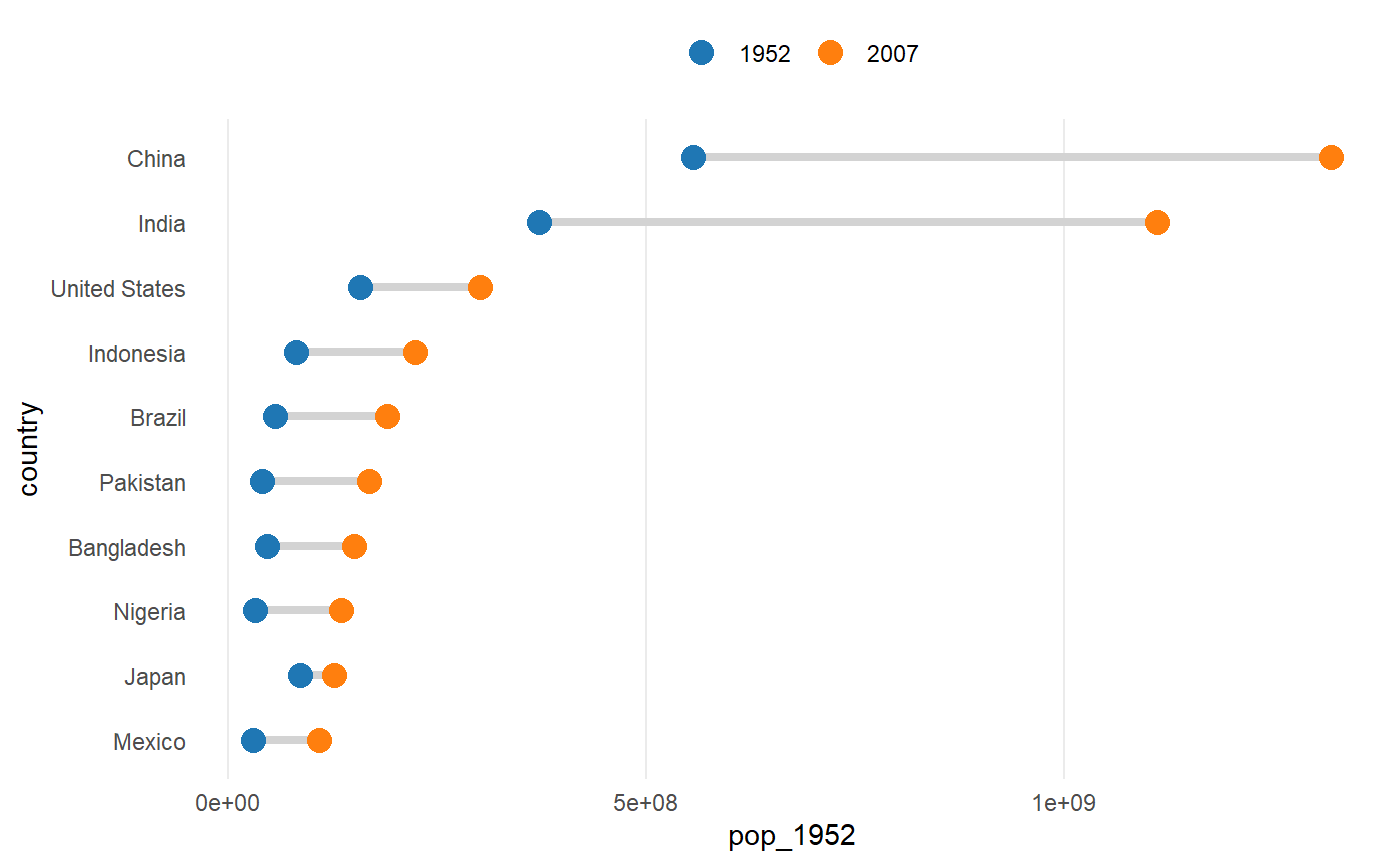 1952 2007
China
India
United States
Indonesia
Brazil
Pakistan
Bangladesh
Nigeria
Japan
Mexico
country
0e+00 5e+08 1e+09
pop_1952